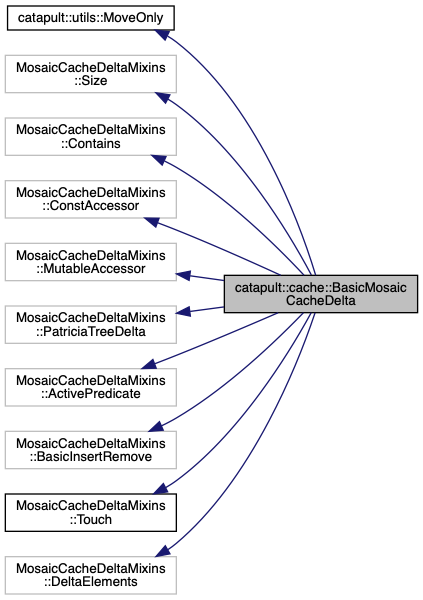 catapult::utils::MoveOnly
MosaicCacheDeltaMixins
::Size
MosaicCacheDeltaMixins
::Contains
MosaicCacheDeltaMixins
::ConstAccessor
MosaicCacheDeltaMixins
::MutableAccessor
catapult::cache::BasicMosaic
CacheDelta
MosaicCacheDeltaMixins
::PatriciaTreeDelta
MosaicCacheDeltaMixins
::ActivePredicate
MosaicCacheDeltaMixins
::BasicInsertRemove
MosaicCacheDeltaMixins
::Touch
MosaicCacheDeltaMixins
::DeltaElements